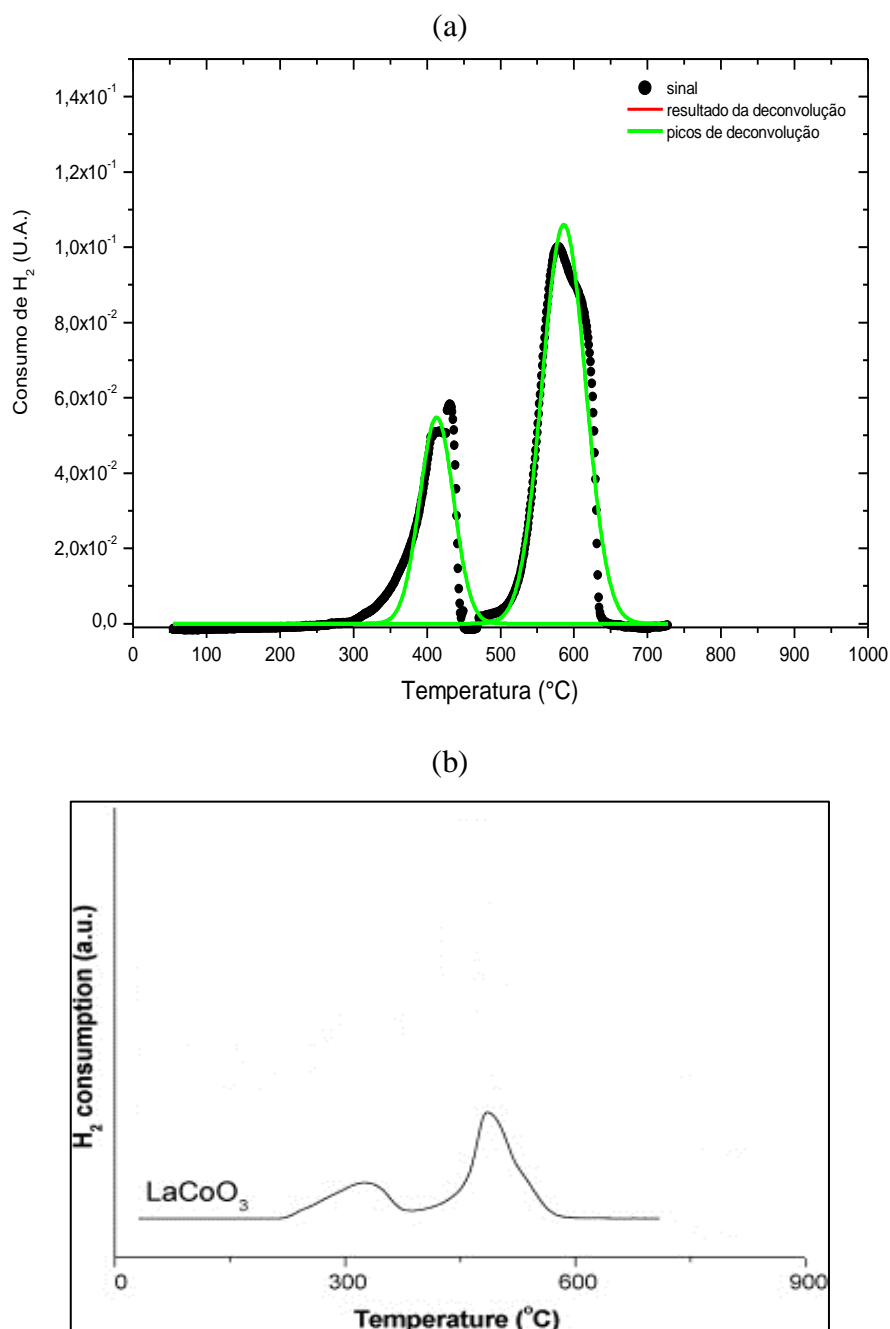 (a)
1,4x10⁻¹
1,2x10⁻¹
1,0x10⁻¹
8,0x10⁻²
6,0x10⁻²
4,0x10⁻²
2,0x10⁻²
0,0
Consumo de H₂ (U.A.)
sinal
resultado da deconvolução
picos de deconvolução
0 100 200 300 400 500 600 700 800 900 1000
Temperatura (°C)
(b)
H₂ consumption (a.u.)
LaCoO₃
0 300 600 900
Temperature (°C)